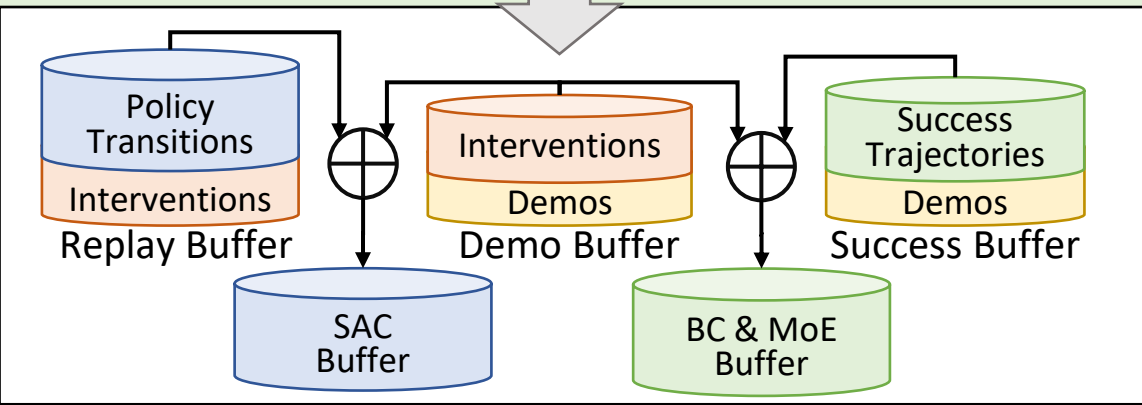 Policy
Transitions
Interventions
Replay Buffer
Interventions
Demos
Demo Buffer
Success
Trajectories
Demos
Success Buffer
SAC
Buffer
BC & MoE
Buffer